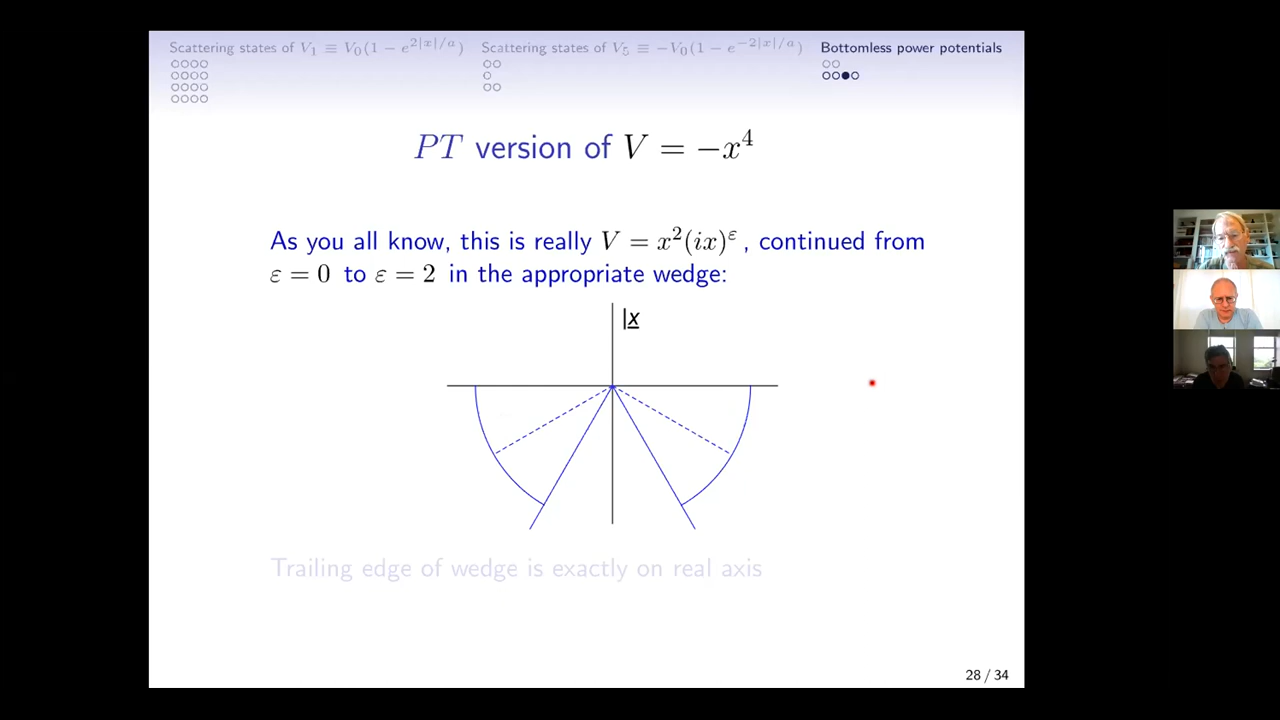 Scattering states of V₁ ≡ V₀(1 − e^{2|x|/a})
Scattering states of V₅ ≡ −V₀(1 − e^{−2|x|/a})
Bottomless power potentials
PT version of V = −x⁴
As you all know, this is really V = x²(ix)^ε , continued from
ε = 0 to ε = 2 in the appropriate wedge:
|x
Trailing edge of wedge is exactly on real axis
28 / 34